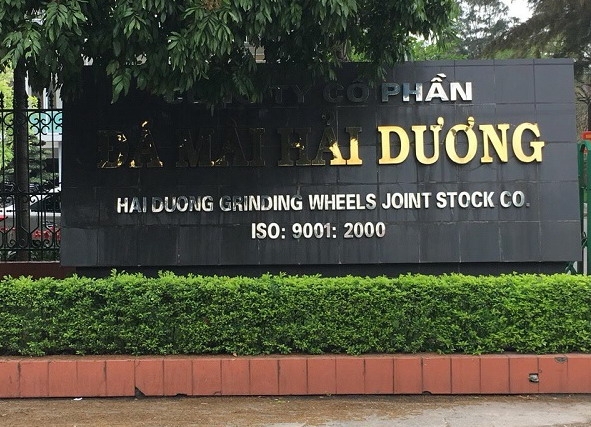 CÔNG TY CỔ PHẦN
ĐÁ MÀI HẢI DƯƠNG
HAI DUONG GRINDING WHEELS JOINT STOCK CO.
ISO: 9001: 2000